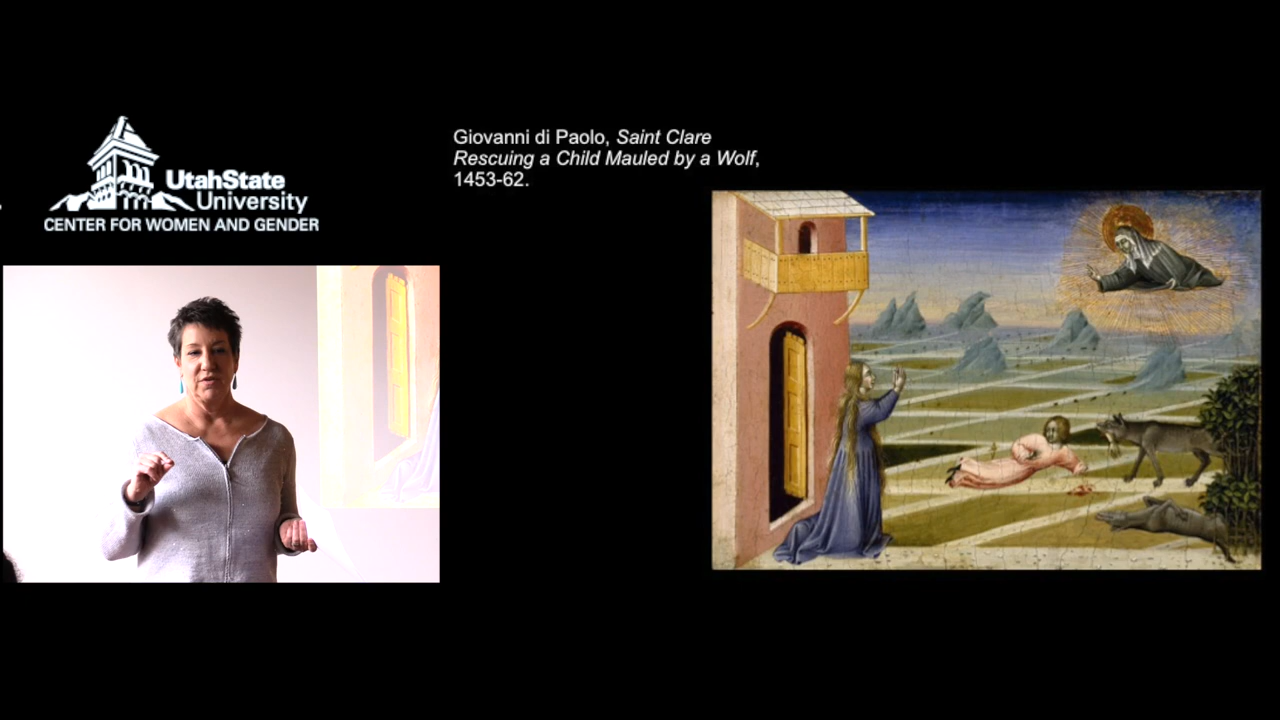 UtahState
University
CENTER FOR WOMEN AND GENDER
Giovanni di Paolo, Saint Clare
Rescuing a Child Mauled by a Wolf,
1453-62.